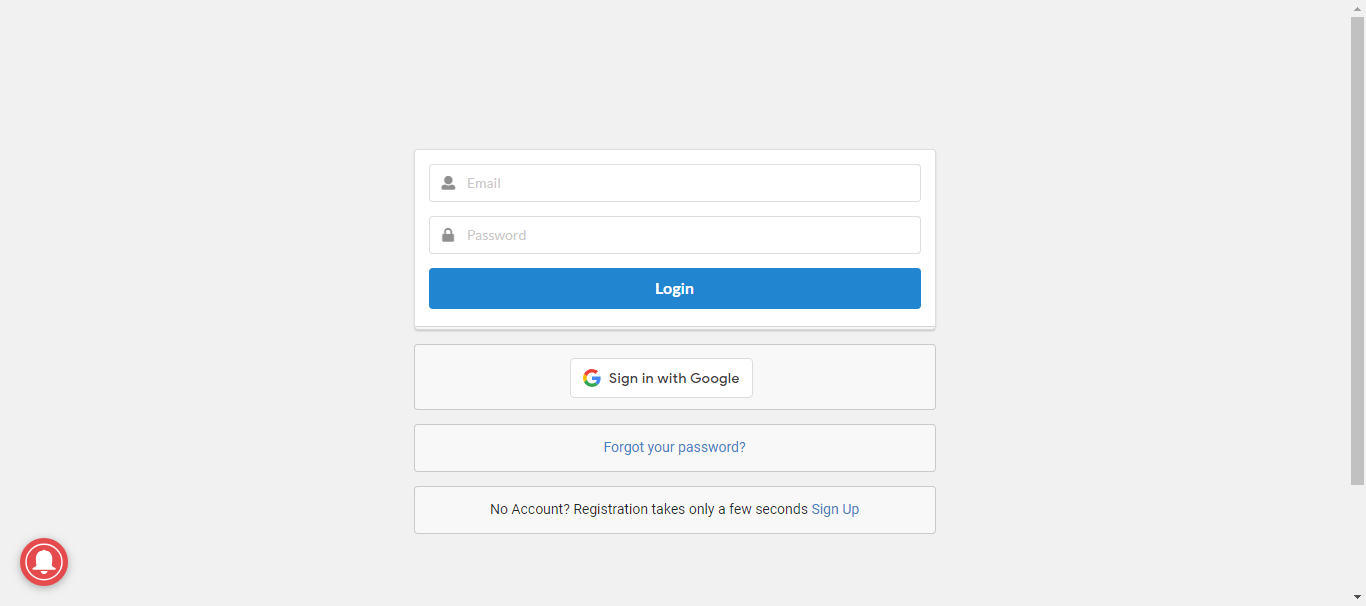 Email
Password
Login
Sign in with Google
Forgot your password?
No Account? Registration takes only a few seconds Sign Up